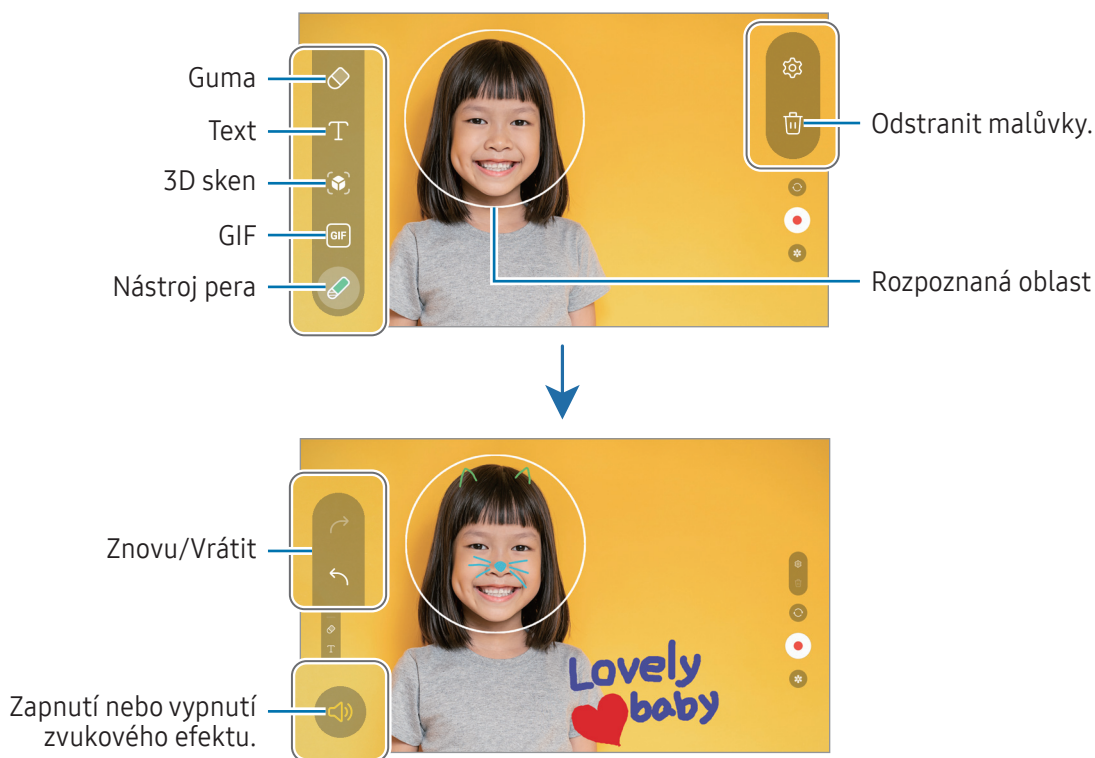 Guma
Text
T
3D sken
GIF
GIF
Nástroj pera
Odstranit malůvky.
Rozpoznaná oblast
Znovu/Vrátit
T
Zapnutí nebo vypnutí
zvukového efektu.
Lovely
baby